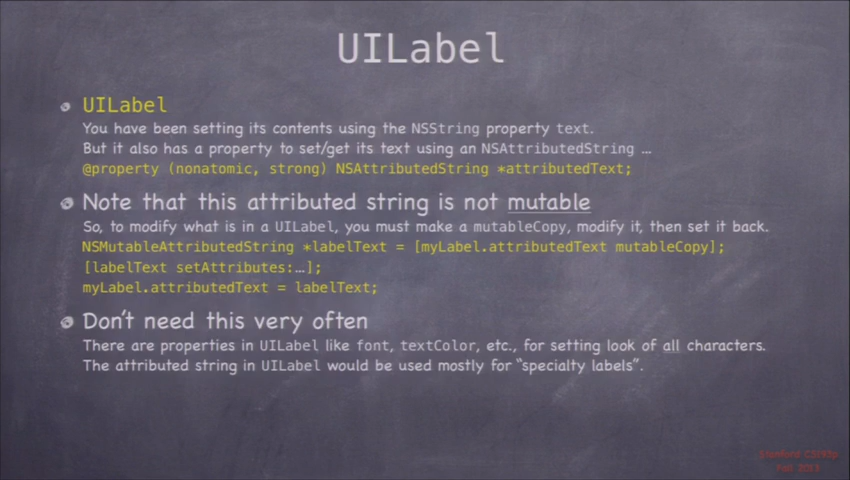 UILabel
UILabel
You have been setting its contents using the NSString property text.
But it also has a property to set/get its text using an NSAttributedString …
@property (nonatomic, strong) NSAttributedString *attributedText;
Note that this attributed string is not mutable
So, to modify what is in a UILabel, you must make a mutableCopy, modify it, then set it back.
NSMutableAttributedString *labelText = [myLabel.attributedText mutableCopy];
[labelText setAttributes:…];
myLabel.attributedText = labelText;
Don’t need this very often
There are properties in UILabel like font, textColor, etc., for setting look of all characters.
The attributed string in UILabel would be used mostly for “specialty labels”.
Stanford CS193p
Fall 2013